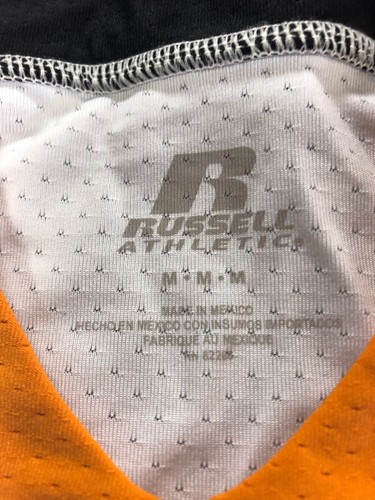 R
RUSSELL
ATHLETIC®
M • M • M
MADE IN MEXICO
HECHO EN MEXICO CON INSUMOS IMPORTADOS
FABRIQUE AU MEXIQUE